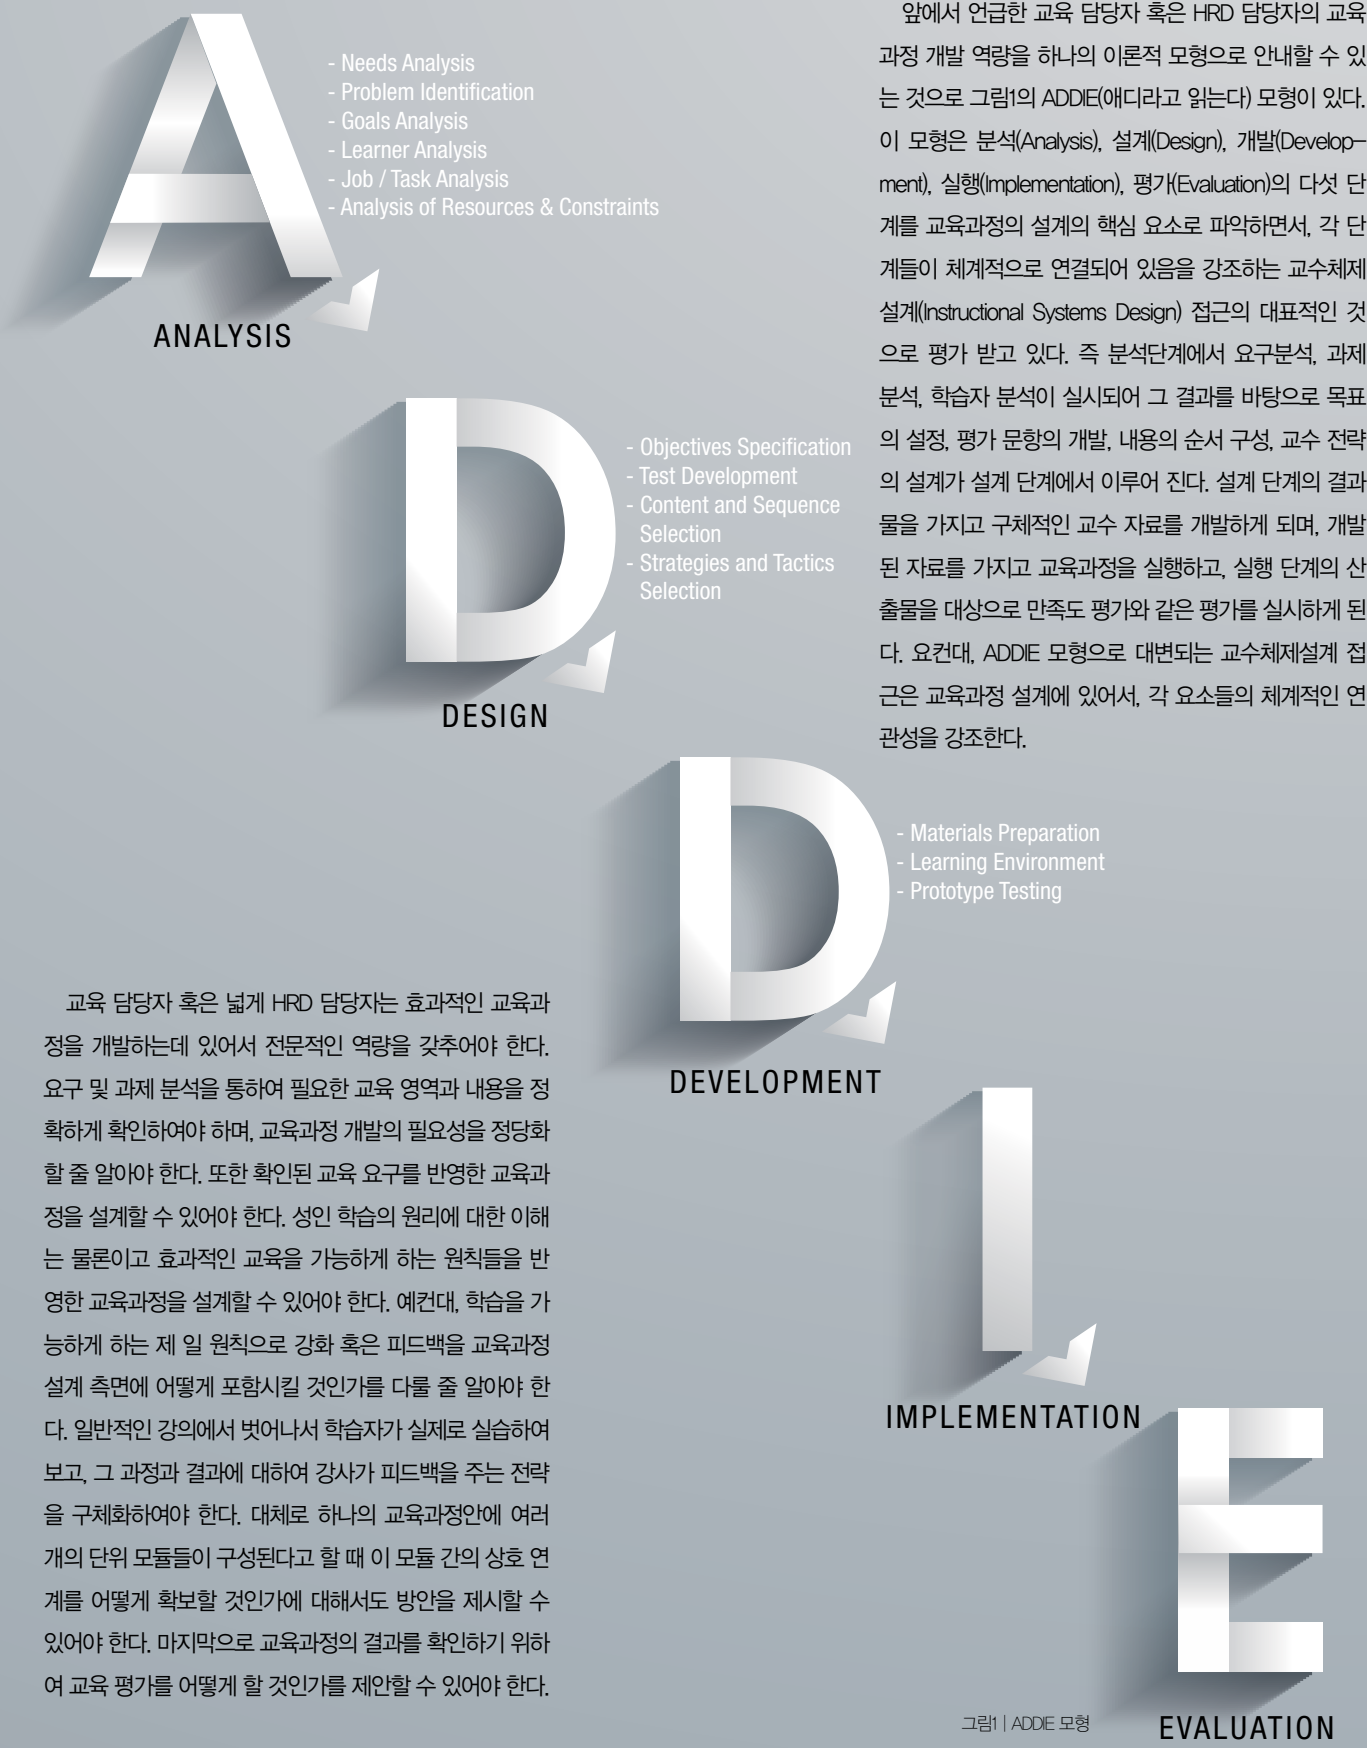 - Needs Analysis
- Problem Identification
- Goals Analysis
- Learner Analysis
- Job / Task Analysis
- Analysis of Resources & Constraints
ANALYSIS
- Objectives Specification
- Test Development
- Content and Sequence
Selection
- Strategies and Tactics
Selection
DESIGN
- Materials Preparation
- Learning Environment
- Prototype Testing
DEVELOPMENT
IMPLEMENTATION
EVALUATION
A
D
D
I
E
그림1 | ADDIE 모형
교육 담당자 혹은 넓게 HRD 담당자는 효과적인 교육과
정을 개발하는데 있어서 전문적인 역량을 갖추어야 한다.
요구 및 과제 분석을 통하여 필요한 교육 영역과 내용을 정
확하게 확인하여야 하며, 교육과정 개발의 필요성을 정당화
할 줄 알아야 한다. 또한 확인된 교육 요구를 반영한 교육과
정을 설계할 수 있어야 한다. 성인 학습의 원리에 대한 이해
는 물론이고 효과적인 교육을 가능하게 하는 원칙들을 반
영한 교육과정을 설계할 수 있어야 한다. 예컨대, 학습을 가
능하게 하는 제 일 원칙으로 강화 혹은 피드백을 교육과정
설계 측면에 어떻게 포함시킬 것인가를 다룰 줄 알아야 한
다. 일반적인 강의에서 벗어나서 학습자가 실제로 실습하여
보고, 그 과정과 결과에 대하여 강사가 피드백을 주는 전략
을 구체화하여야 한다. 대체로 하나의 교육과정안에 여러
개의 단위 모듈들이 구성된다고 할 때 이 모듈 간의 상호 연
계를 어떻게 확보할 것인가에 대해서도 방안을 제시할 수
있어야 한다. 마지막으로 교육과정의 결과를 확인하기 위하
여 교육 평가를 어떻게 할 것인가를 제안할 수 있어야 한다.
앞에서 언급한 교육 담당자 혹은 HRD 담당자의 교육
과정 개발 역량을 하나의 이론적 모형으로 안내할 수 있
는 것으로 그림1의 ADDIE(애디라고 읽는다) 모형이 있다.
이 모형은 분석(Analysis), 설계(Design), 개발(Develop-
ment), 실행(Implementation), 평가(Evaluation)의 다섯 단
계를 교육과정의 설계의 핵심 요소로 파악하면서, 각 단
계들이 체계적으로 연결되어 있음을 강조하는 교수체제
설계(Instructional Systems Design) 접근의 대표적인 것
으로 평가 받고 있다. 즉 분석단계에서 요구분석, 과제
분석, 학습자 분석이 실시되어 그 결과를 바탕으로 목표
의 설정, 평가 문항의 개발, 내용의 순서 구성, 교수 전략
의 설계가 설계 단계에서 이루어 진다. 설계 단계의 결과
물을 가지고 구체적인 교수 자료를 개발하게 되며, 개발
된 자료를 가지고 교육과정을 실행하고, 실행 단계의 산
출물을 대상으로 만족도 평가와 같은 평가를 실시하게 된
다. 요컨대, ADDIE 모형으로 대변되는 교수체제설계 접
근은 교육과정 설계에 있어서, 각 요소들의 체계적인 연
관성을 강조한다.